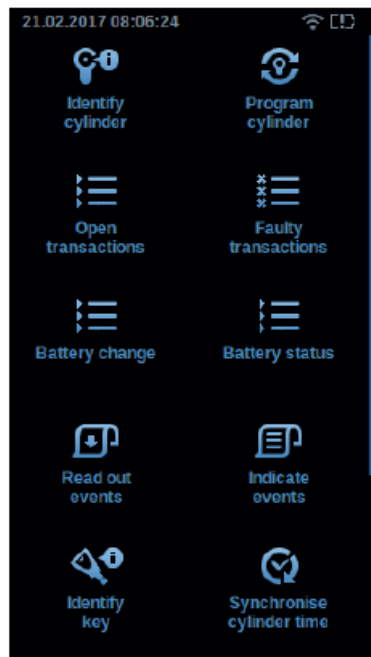 21.02.2017 08:06:24
Identify
cylinder
Program
cylinder
Open
transactions
Faulty
transactions
Battery change
Battery status
Read out
events
Indicate
events
Identify
key
Synchronise
cylinder time